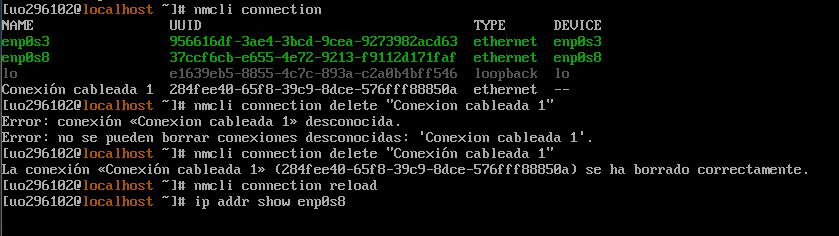 [uo296102@localhost ~]# nmcli connection
NAME UUID TYPE DEVICE
enp0s3 956616df-3ae4-3bcd-9cea-9273982acd63 ethernet enp0s3
enp0s8 37ccf6cb-e655-4e72-9213-f9112d171faf ethernet enp0s8
lo e1639eb5-8855-4c7c-893a-c2a0b4bff546 loopback lo
Conexión cableada 1 284fee40-65f8-39c9-8dce-576fff88850a ethernet --
[uo296102@localhost ~]# nmcli connection delete "Conexion cableada 1"
Error: conexión «Conexion cableada 1» desconocida.
Error: no se pueden borrar conexiones desconocidas: 'Conexion cableada 1'.
[uo296102@localhost ~]# nmcli connection delete "Conexión cableada 1"
La conexión «Conexión cableada 1» (284fee40-65f8-39c9-8dce-576fff88850a) se ha borrado correctamente.
[uo296102@localhost ~]# nmcli connection reload
[uo296102@localhost ~]# ip addr show enp0s8